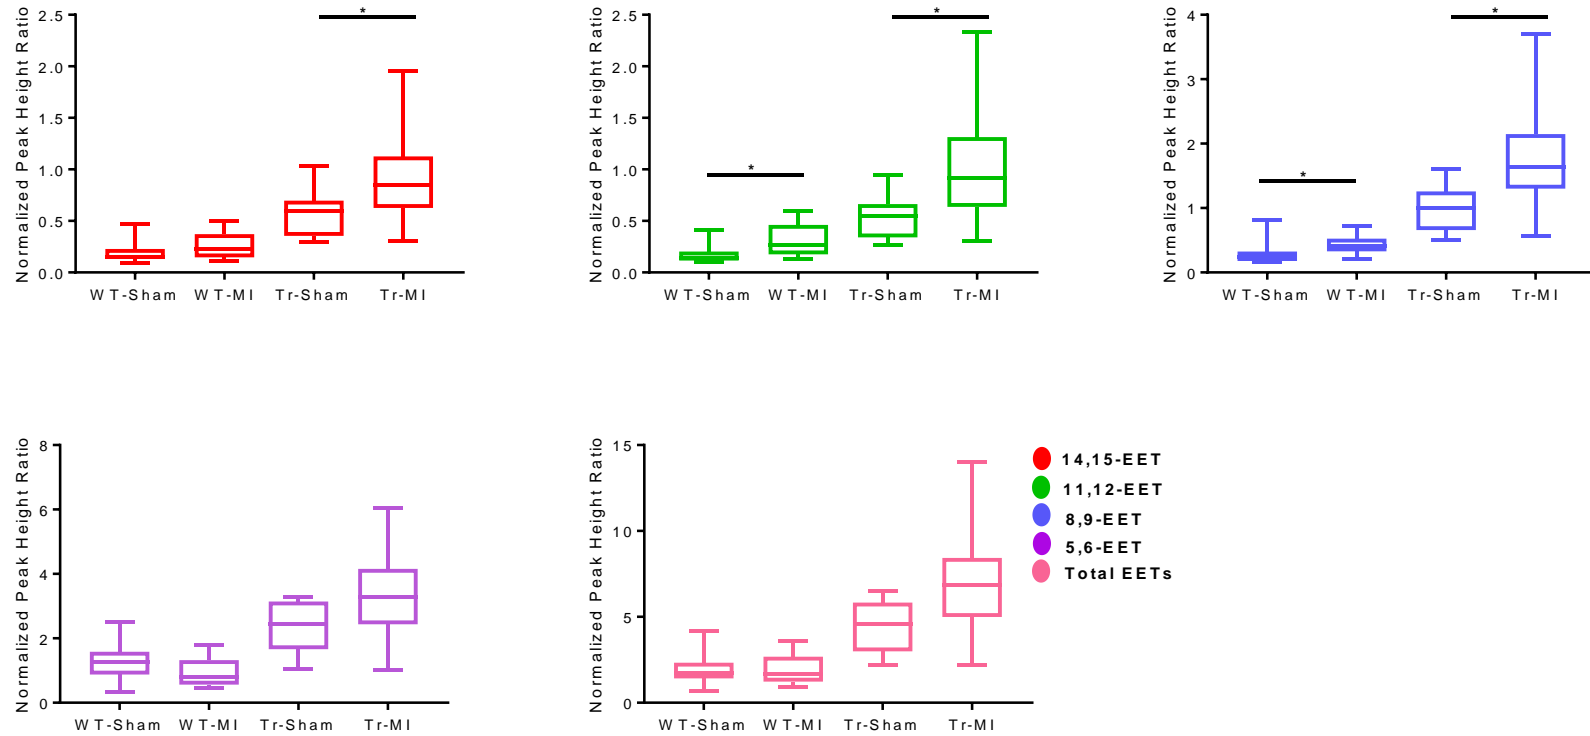 Normalized Peak Height Ratio
2.5
2.0
1.5
1.0
0.5
0.0
*
WT-Sham WT-MI Tr-Sham Tr-MI
Normalized Peak Height Ratio
2.5
2.0
1.5
1.0
0.5
0.0
*
*
WT-Sham WT-MI Tr-Sham Tr-MI
Normalized Peak Height Ratio
4
3
2
1
0
*
*
WT-Sham WT-MI Tr-Sham Tr-MI
Normalized Peak Height Ratio
8
6
4
2
0
WT-Sham WT-MI Tr-Sham Tr-MI
Normalized Peak Height Ratio
15
10
5
0
WT-Sham WT-MI Tr-Sham Tr-MI
14,15-EET
11,12-EET
8,9-EET
5,6-EET
Total EETs